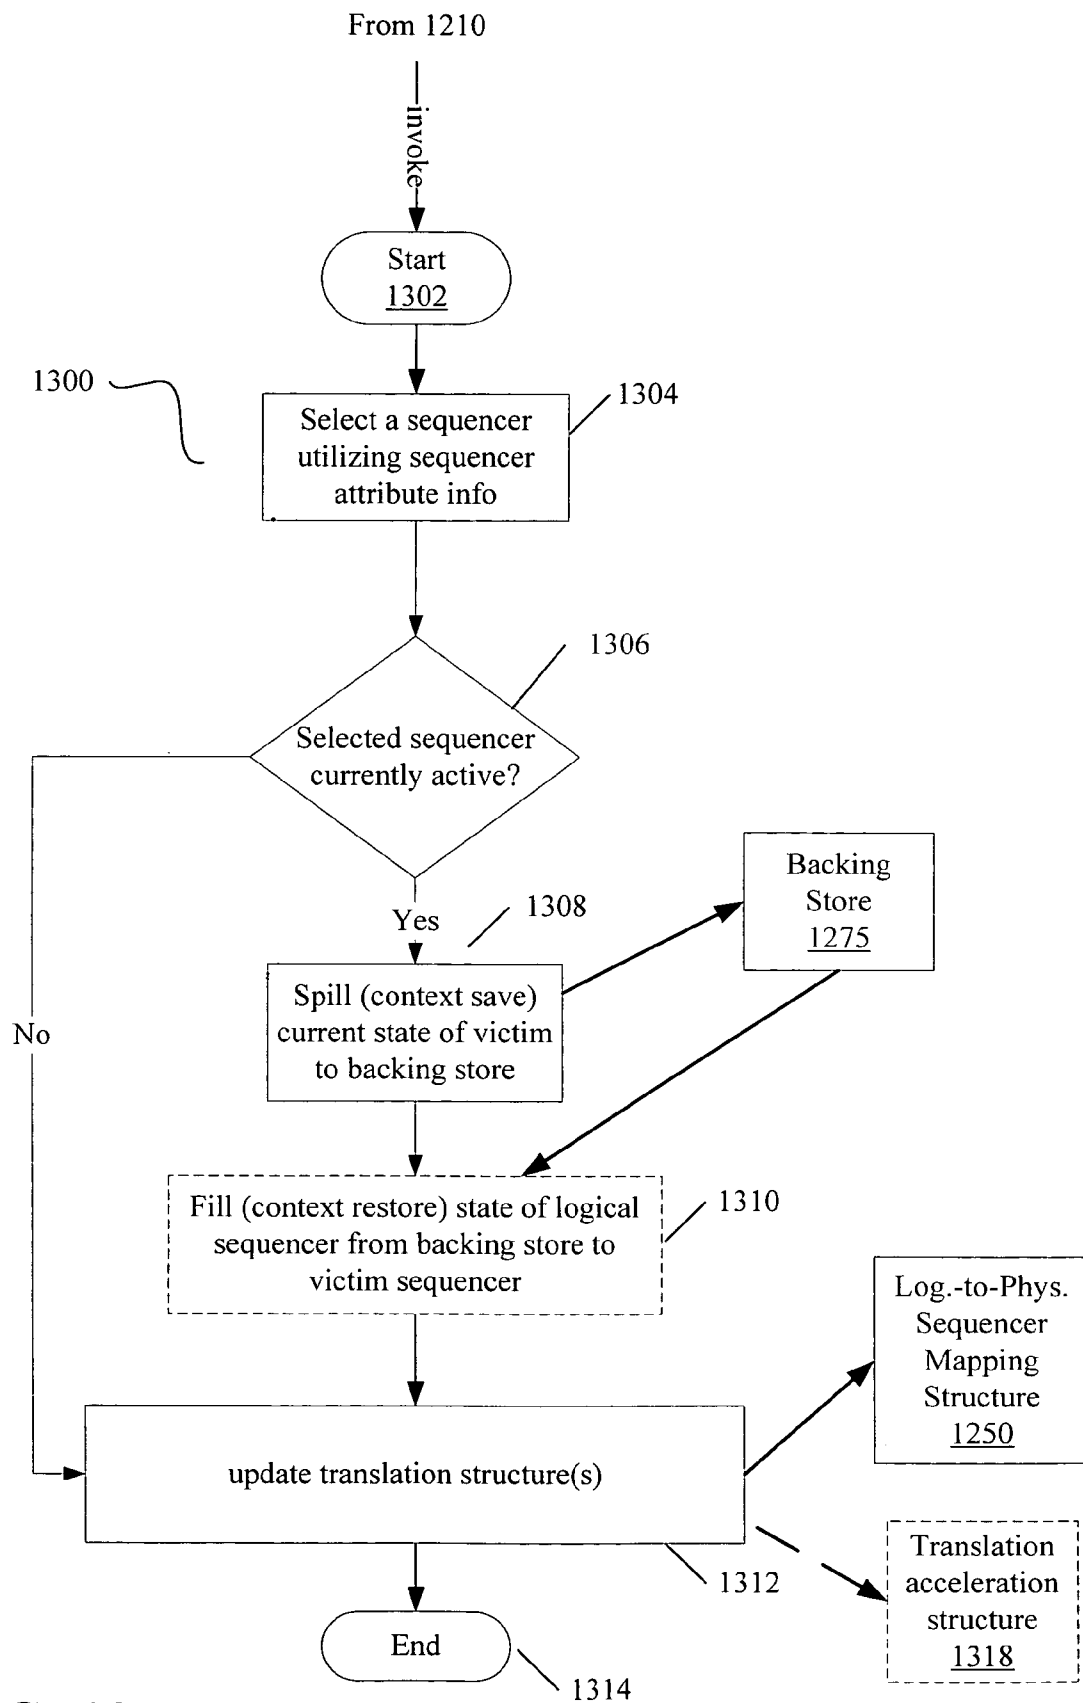 From 1210
invoke
Start
1302
1300
1304
Select a sequencer
utilizing sequencer
attribute info
1306
Selected sequencer
currently active?
Yes
1308
Backing
Store
1275
Spill (context save)
current state of victim
to backing store
No
1310
Fill (context restore) state of logical
sequencer from backing store to
victim sequencer
Log.-to-Phys.
Sequencer
Mapping
Structure
1250
update translation structure(s)
1312
Translation
acceleration
structure
1318
End
1314